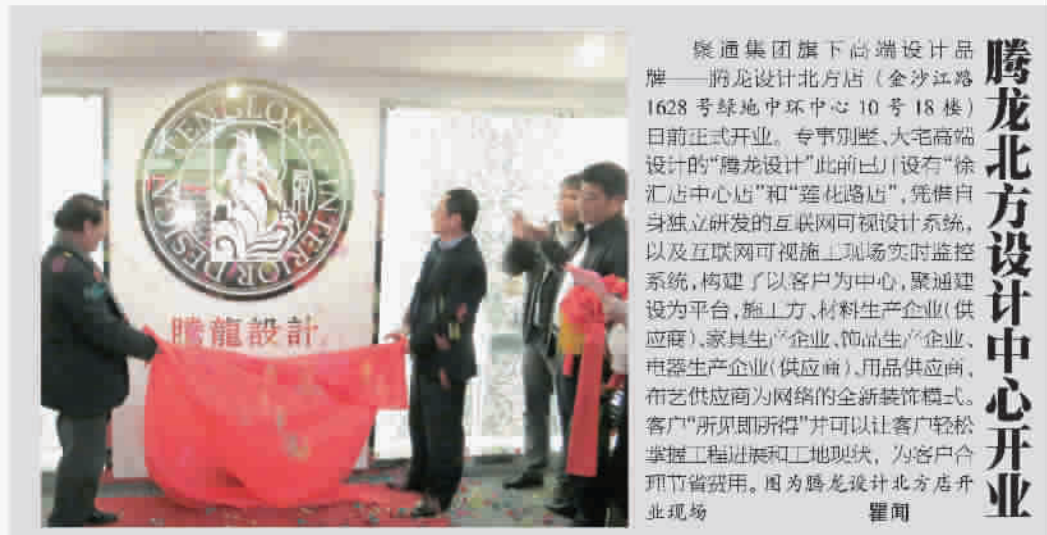 腾龙北方设计中心开业
TENG LONG INTERIOR DESIGN
腾龍設計
聚通集团旗下高端设计品
牌——腾龙设计北方店(金沙江路
1628号绿地中环中心10号18楼)
日前正式开业。专事别墅、大宅高端
设计的“腾龙设计”此前已开设有“徐
汇店中心店”和“莲花路店”,凭借自
身独立研发的互联网可视设计系统,
以及互联网可视施工现场实时监控
系统,构建了以客户为中心,聚通建
设为平台,施工方、材料生产企业(供
应商)、家具生产企业、饰品生产企业、
电器生产企业(供应商)、用品供应商、
布艺供应商为网络的全新装饰模式。
客户“所见即所得”并可以让客户轻松
掌握工程进展和工地现状,为客户合
理节省费用。图为腾龙设计北方店开
业现场 瞿闻